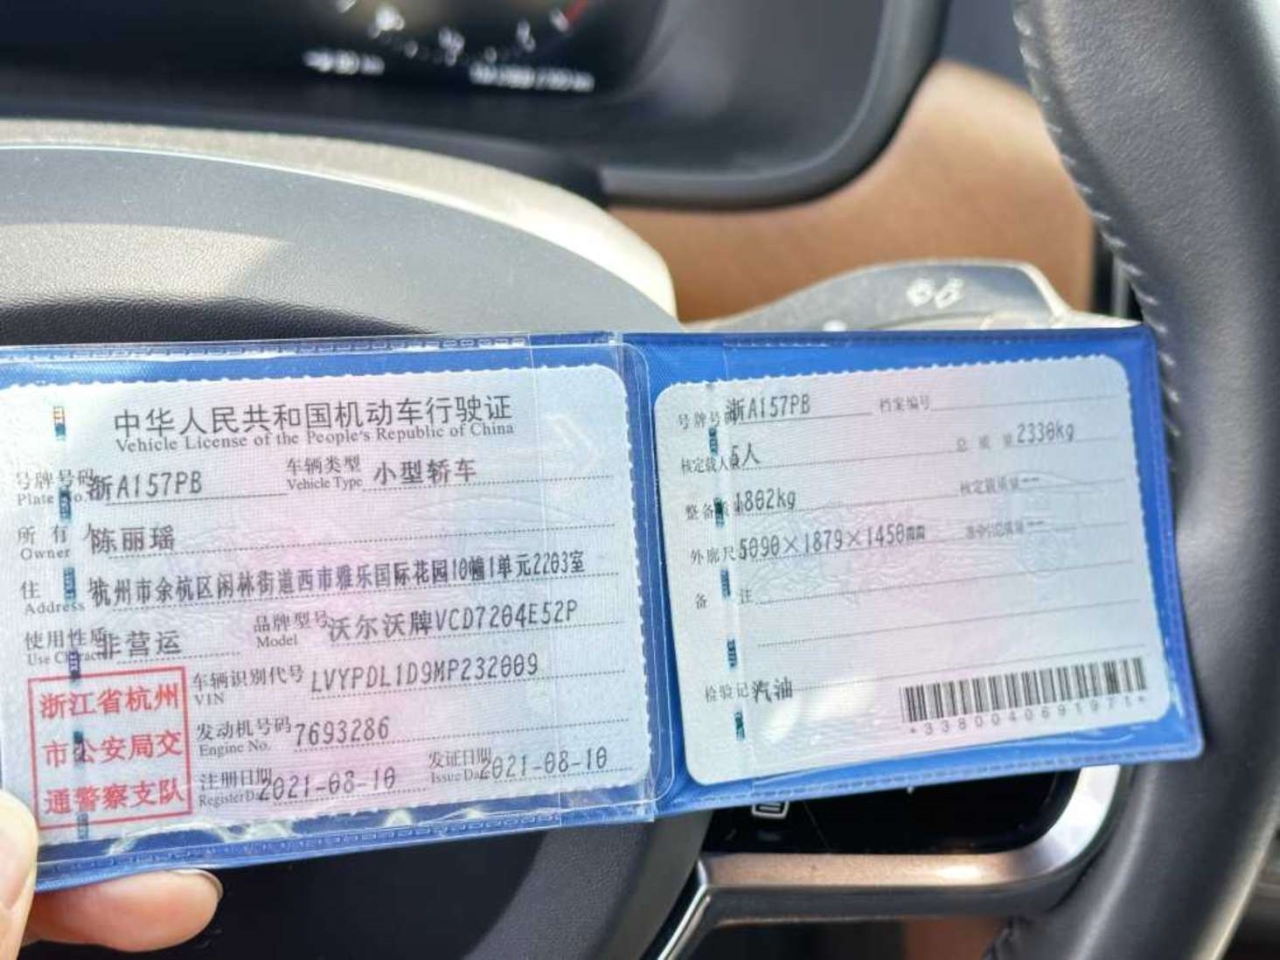 中华人民共和国机动车行驶证
Vehicle License of the People's Republic of China
号牌号码 浙A157PB 车辆类型 小型轿车
Plate No. Vehicle Type
所有人 陈丽瑶
Owner
住 杭州市余杭区闲林街道西市雅乐国际花园10幢1单元2203室
Address
使用性质 非营运 品牌型号 沃尔沃牌VCD7204E52P
Use Character Model
浙江省杭州
市公安局交
通警察支队
车辆识别代号 LVYPDL1D9MP232009
VIN
发动机号码 7693286
Engine No.
注册日期 2021-08-10 发证日期 2021-08-10
Register Date Issue Date
号牌号码 浙A157PB 档案编号
核定载人数 5人 总质量 2330kg
整备质量 1802kg 核定载质量 --
外廓尺寸 5090×1879×1450mm --
备注
检验记录 汽油
*3380040691971*